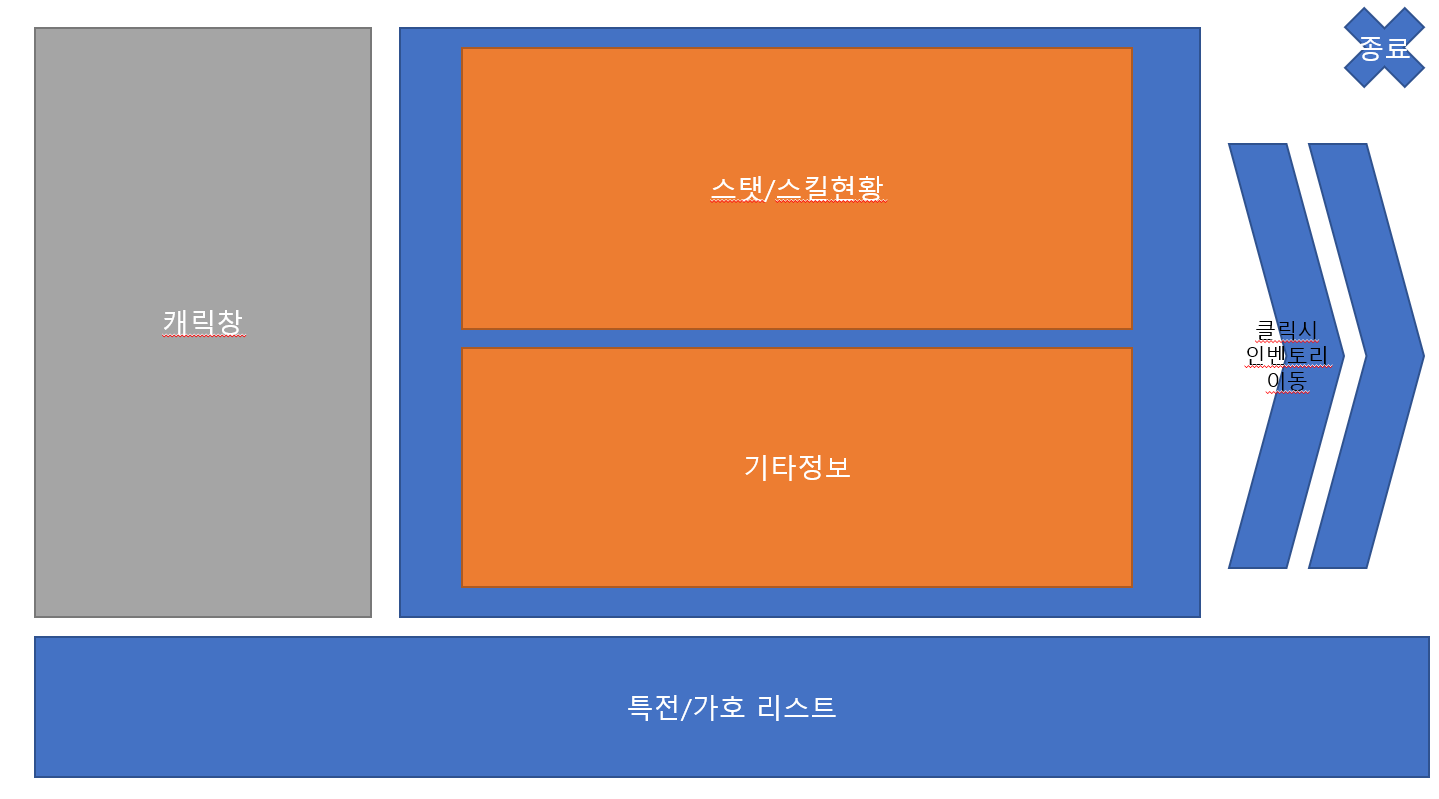 종료
스탯/스킬현황
캐릭창
클릭시
인벤토리
이동
기타정보
특전/가호 리스트